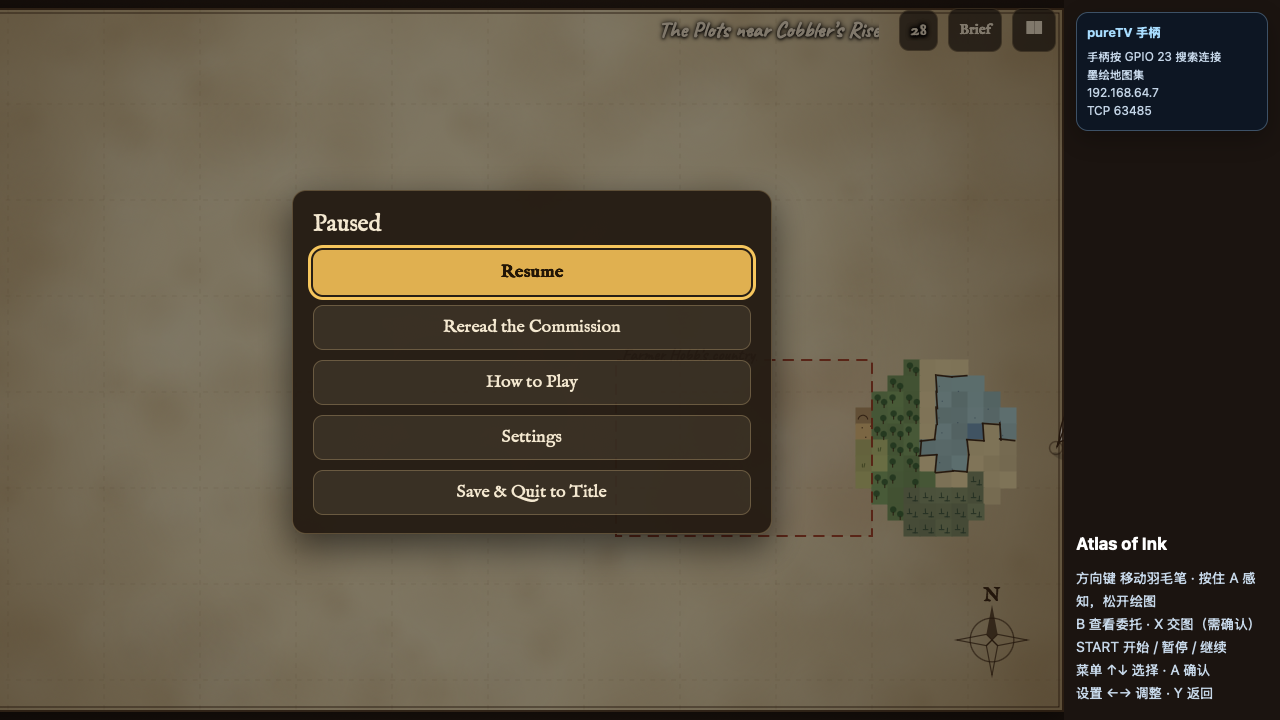 The Plots near Cobbler's Rise
28
Brief
Paused
Resume
Reread the Commission
How to Play
Settings
Save & Quit to Title
N
pureTV 手柄
手柄按 GPIO 23 搜索连接
墨绘地图集
192.168.64.7
TCP 63485
Atlas of Ink
方向键 移动羽毛笔 · 按住 A 感
知，松开绘图
B 查看委托 · X 交图（需确认）
START 开始 / 暂停 / 继续
菜单 ↑↓ 选择 · A 确认
设置 ←→ 调整 · Y 返回